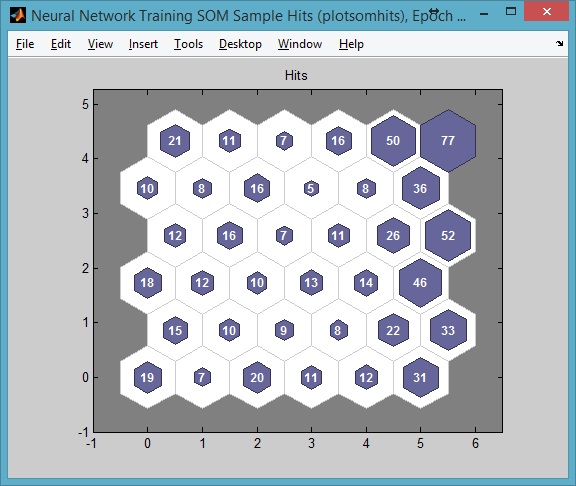 Neural Network Training SOM Sample Hits (plotsomhits), Epoch ...
File Edit View Insert Tools Desktop Window Help
Hits
5
21 11 7 16 50 77
4
10 8 16 5 8 36
3
12 16 7 11 26 52
2
18 12 10 13 14 46
1
15 10 9 8 22 33
0
19 7 20 11 12 31
-1
-1 0 1 2 3 4 5 6